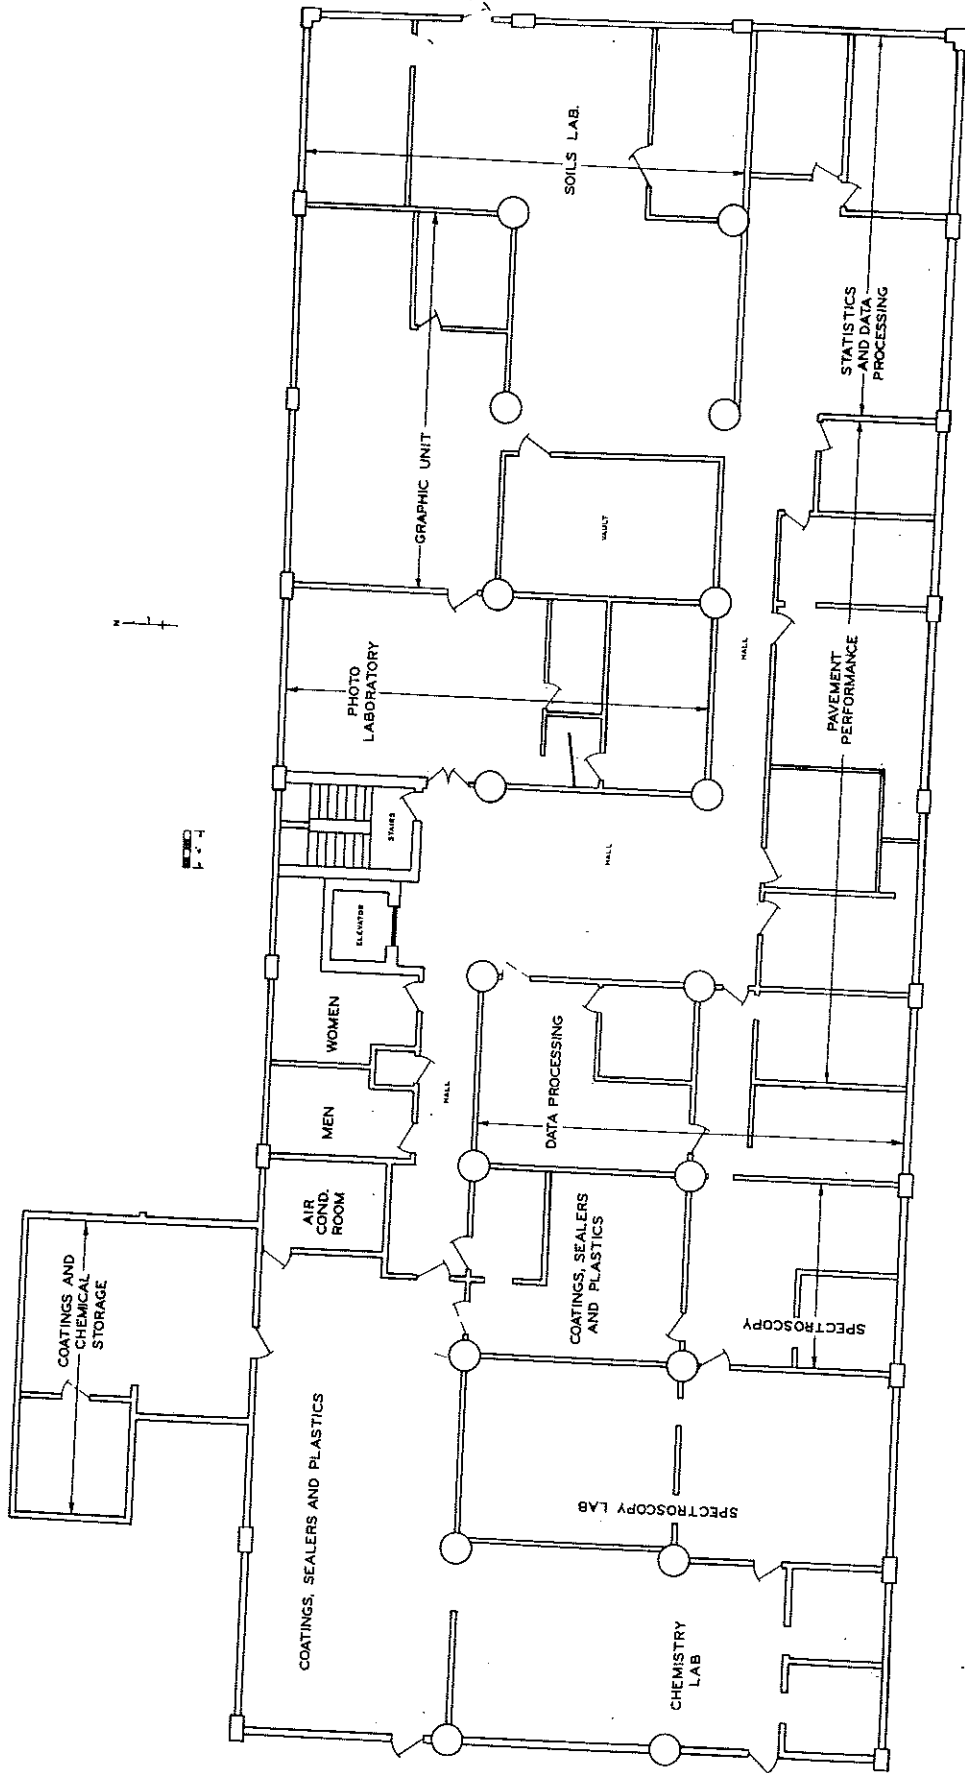 N
COATINGS AND
CHEMICAL
STORAGE
COATINGS, SEALERS AND PLASTICS
AIR
COND.
ROOM
MEN
WOMEN
ELEVATOR
STAIRS
PHOTO
LABORATORY
GRAPHIC UNIT
SOILS LAB.
HALL
HALL
HALL
VAULT
DATA PROCESSING
COATINGS, SEALERS
AND PLASTICS
SPECTROSCOPY LAB
CHEMISTRY
LAB
SPECTROSCOPY
PAVEMENT
PERFORMANCE
STATISTICS
AND DATA
PROCESSING